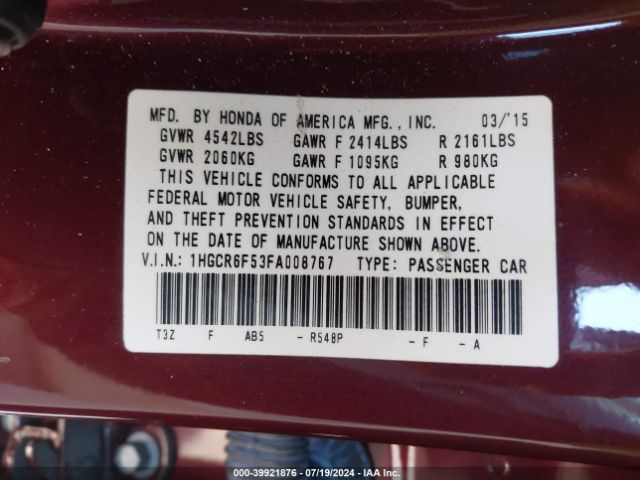 MFD. BY HONDA OF AMERICA MFG., INC. 03/'15
GVWR 4542LBS GAWR F 2414LBS R 2161LBS
GVWR 2060KG GAWR F 1095KG R 980KG
THIS VEHICLE CONFORMS TO ALL APPLICABLE
FEDERAL MOTOR VEHICLE SAFETY, BUMPER,
AND THEFT PREVENTION STANDARDS IN EFFECT
ON THE DATE OF MANUFACTURE SHOWN ABOVE.
V.I.N.: 1HGCR6F53FA008767 TYPE: PASSENGER CAR
T3Z F AB5 - R548P - F - A
000-39921876 - 07/19/2024 - IAA Inc.